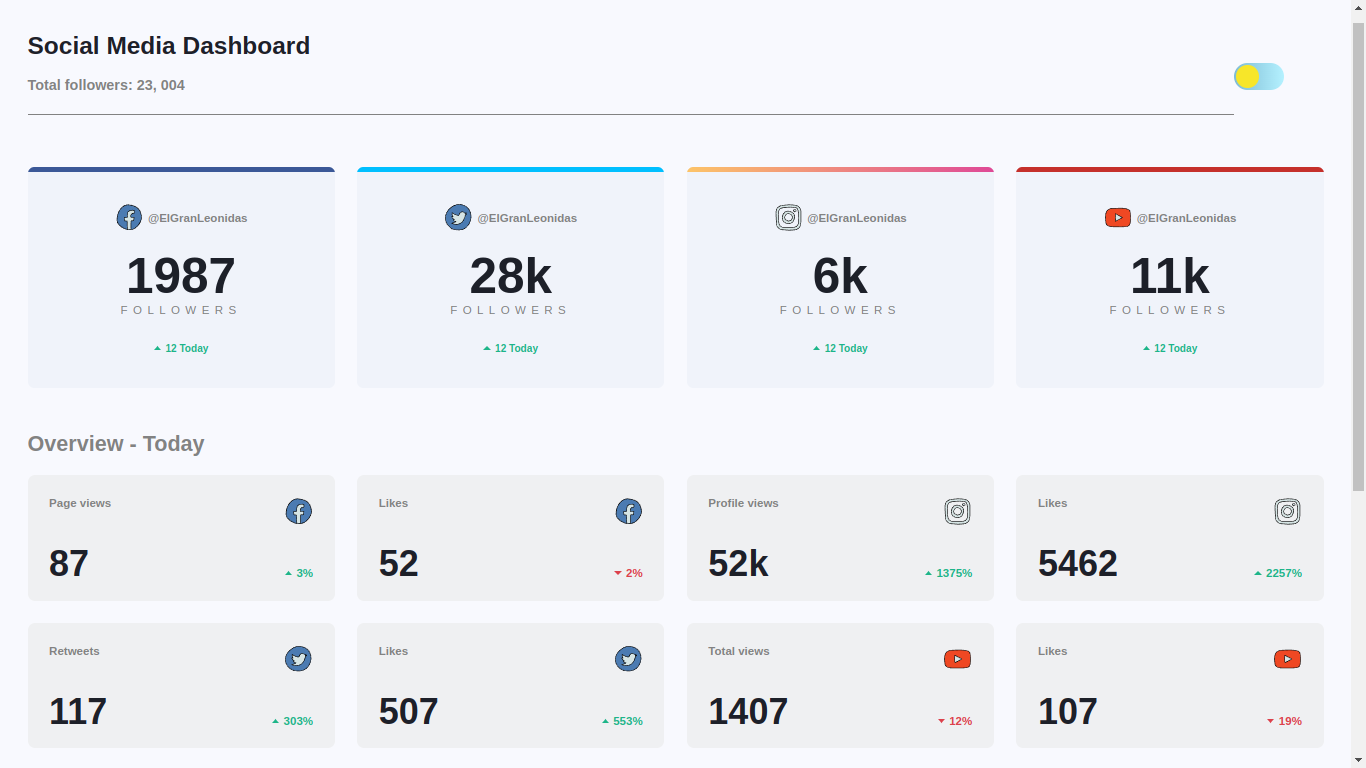 Social Media Dashboard
Total followers: 23, 004
@ElGranLeonidas
1987
FOLLOWERS
12 Today
@ElGranLeonidas
28k
FOLLOWERS
12 Today
@ElGranLeonidas
6k
FOLLOWERS
12 Today
@ElGranLeonidas
11k
FOLLOWERS
12 Today
Overview - Today
Page views
87
3%
Likes
52
2%
Profile views
52k
1375%
Likes
5462
2257%
Retweets
117
303%
Likes
507
553%
Total views
1407
12%
Likes
107
19%